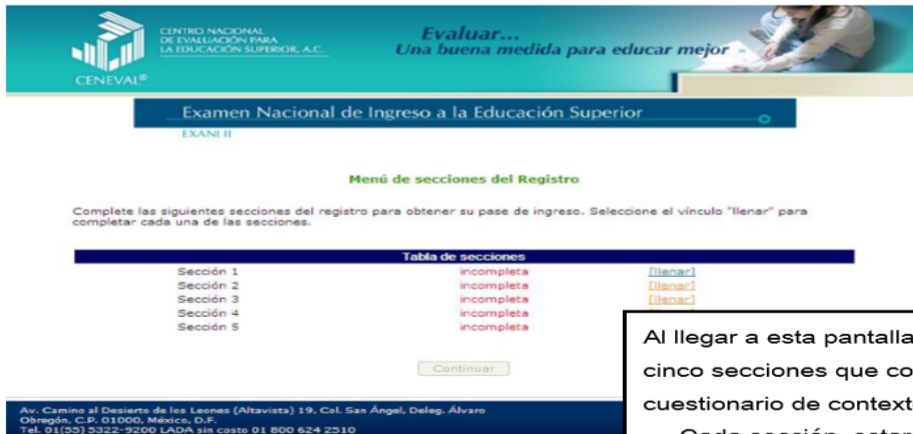 CENTRO NACIONAL
DE EVALUACIÓN PARA
LA EDUCACIÓN SUPERIOR, A.C.
CENEVAL®
Evaluar...
Una buena medida para educar mejor
Examen Nacional de Ingreso a la Educación Superior
EXANI II
Menú de secciones del Registro
Complete las siguientes secciones del registro para obtener su pase de ingreso. Seleccione el vínculo "llenar" para
completar cada una de las secciones.
Tabla de secciones
Sección 1 incompleta [llenar]
Sección 2 incompleta [llenar]
Sección 3 incompleta [llenar]
Sección 4 incompleta
Sección 5 incompleta
Continuar
Al llegar a esta pantalla
cinco secciones que co
cuestionario de context
Cada sección estar
Av. Camino al Desierto de los Leones (Altavista) 19, Col. San Ángel, Deleg. Álvaro
Obregón, C.P. 01000, México, D.F.
Tel. 01(55) 5322-9200 LADA sin costo 01 800 624 2510